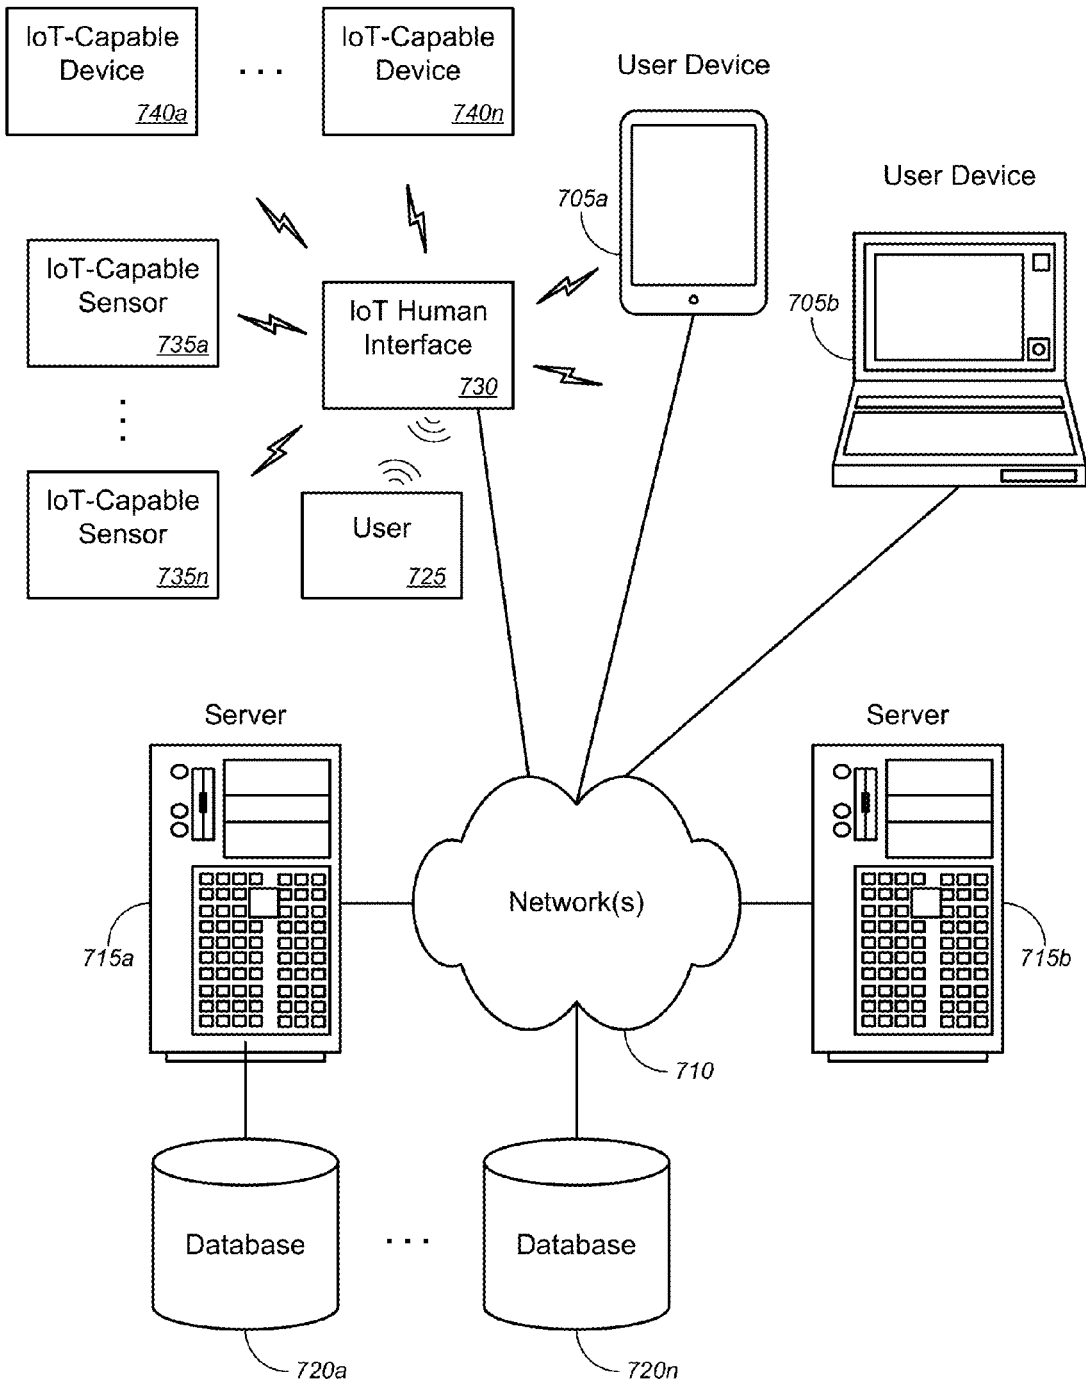 IoT-Capable
Device
740a
IoT-Capable
Device
740n
User Device
705a
User Device
705b
IoT-Capable
Sensor
735a
IoT Human
Interface
730
IoT-Capable
Sensor
735n
User
725
Server
715a
Server
715b
Network(s)
710
Database
720a
Database
720n